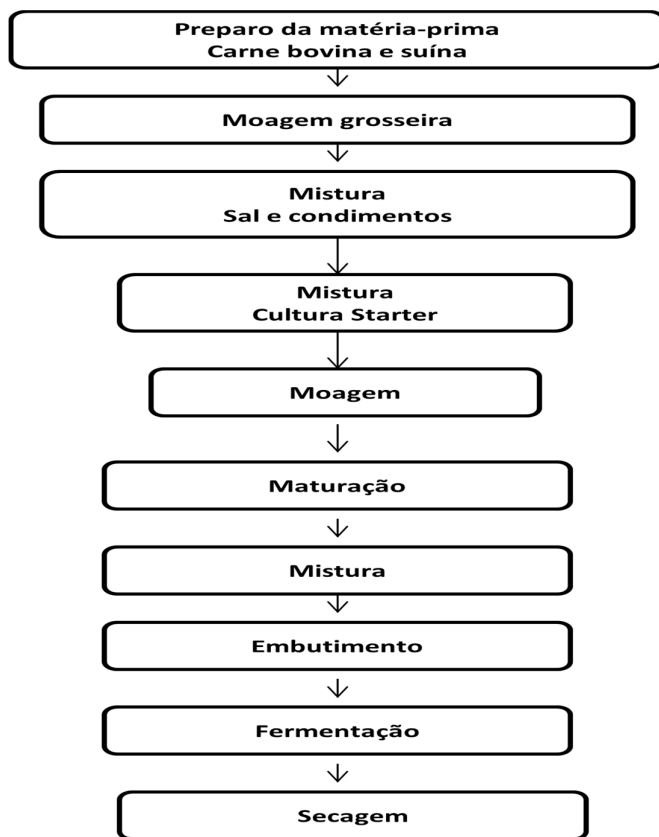 Preparo da matéria-prima
Carne bovina e suína
Moagem grosseira
Mistura
Sal e condimentos
Mistura
Cultura Starter
Moagem
Maturação
Mistura
Embutimento
Fermentação
Secagem